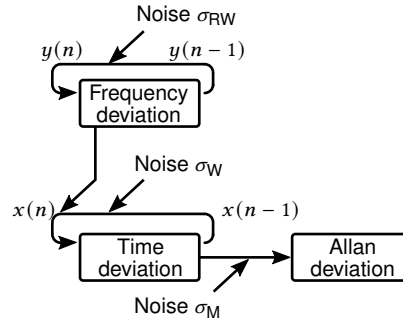 Noise σRW
y(n) y(n − 1)
Frequency
deviation
Noise σW
x(n) x(n − 1)
Time
deviation
Allan
deviation
Noise σM